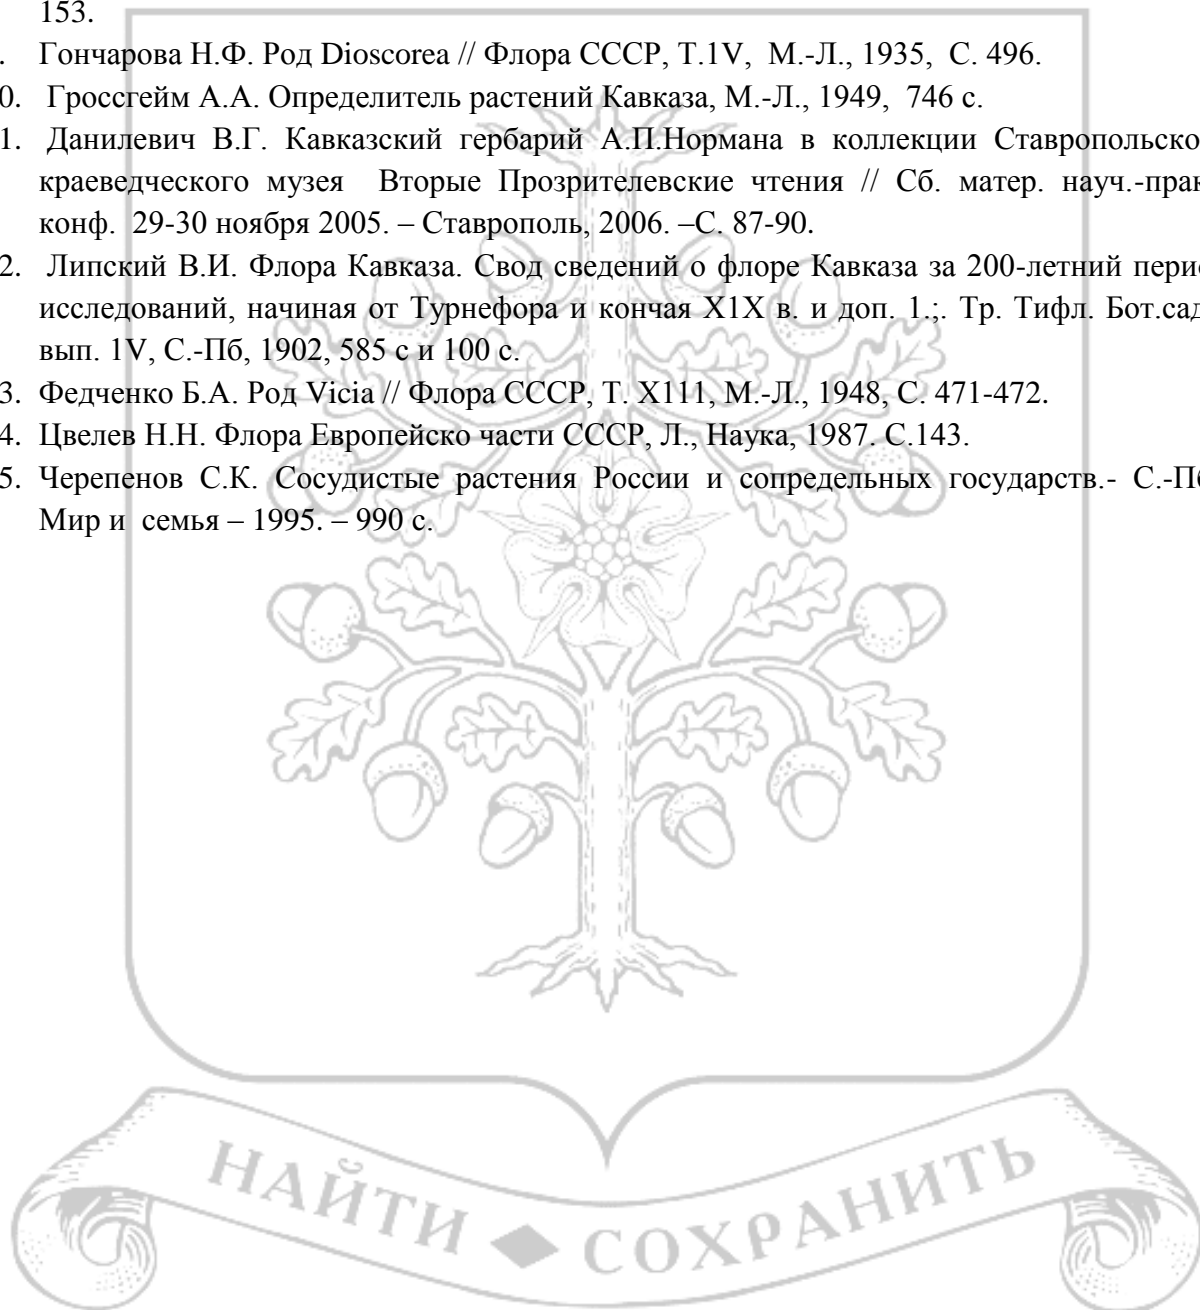 153.
. Гончарова Н.Ф. Род Dioscorea // Флора СССР, Т.1V, М.-Л., 1935, С. 496.
0. Гроссгейм А.А. Определитель растений Кавказа, М.-Л., 1949, 746 с.
1. Данилевич В.Г. Кавказский гербарий А.П.Нормана в коллекции Ставропольско
краеведческого музея Вторые Прозрителевские чтения // Сб. матер. науч.-прак
конф. 29-30 ноября 2005. – Ставрополь, 2006. –С. 87-90.
2. Липский В.И. Флора Кавказа. Свод сведений о флоре Кавказа за 200-летний пери
исследований, начиная от Турнефора и кончая Х1Х в. и доп. 1.;. Тр. Тифл. Бот.сад
вып. 1V, С.-Пб, 1902, 585 с и 100 с.
3. Федченко Б.А. Род Vicia // Флора СССР, Т. Х111, М.-Л., 1948, С. 471-472.
4. Цвелев Н.Н. Флора Европейско части СССР, Л., Наука, 1987. С.143.
5. Черепенов С.К. Сосудистые растения России и сопредельных государств.- С.-П
Мир и семья – 1995. – 990 с.
НАЙТИ ◆ СОХРАНИТЬ